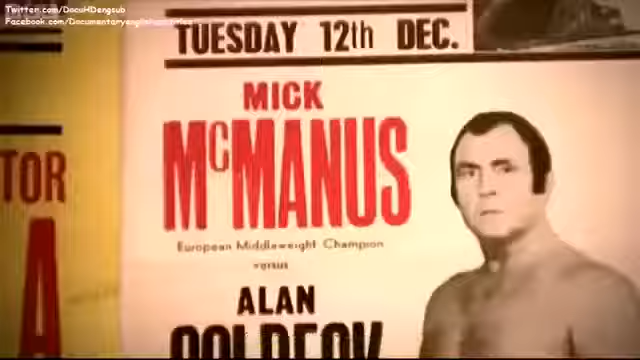 Twitter.com/DocuHDengsub
TUESDAY 12th DEC.
MICK
McMANUS
European Middleweight Champion
versus
ALAN
TOR
A